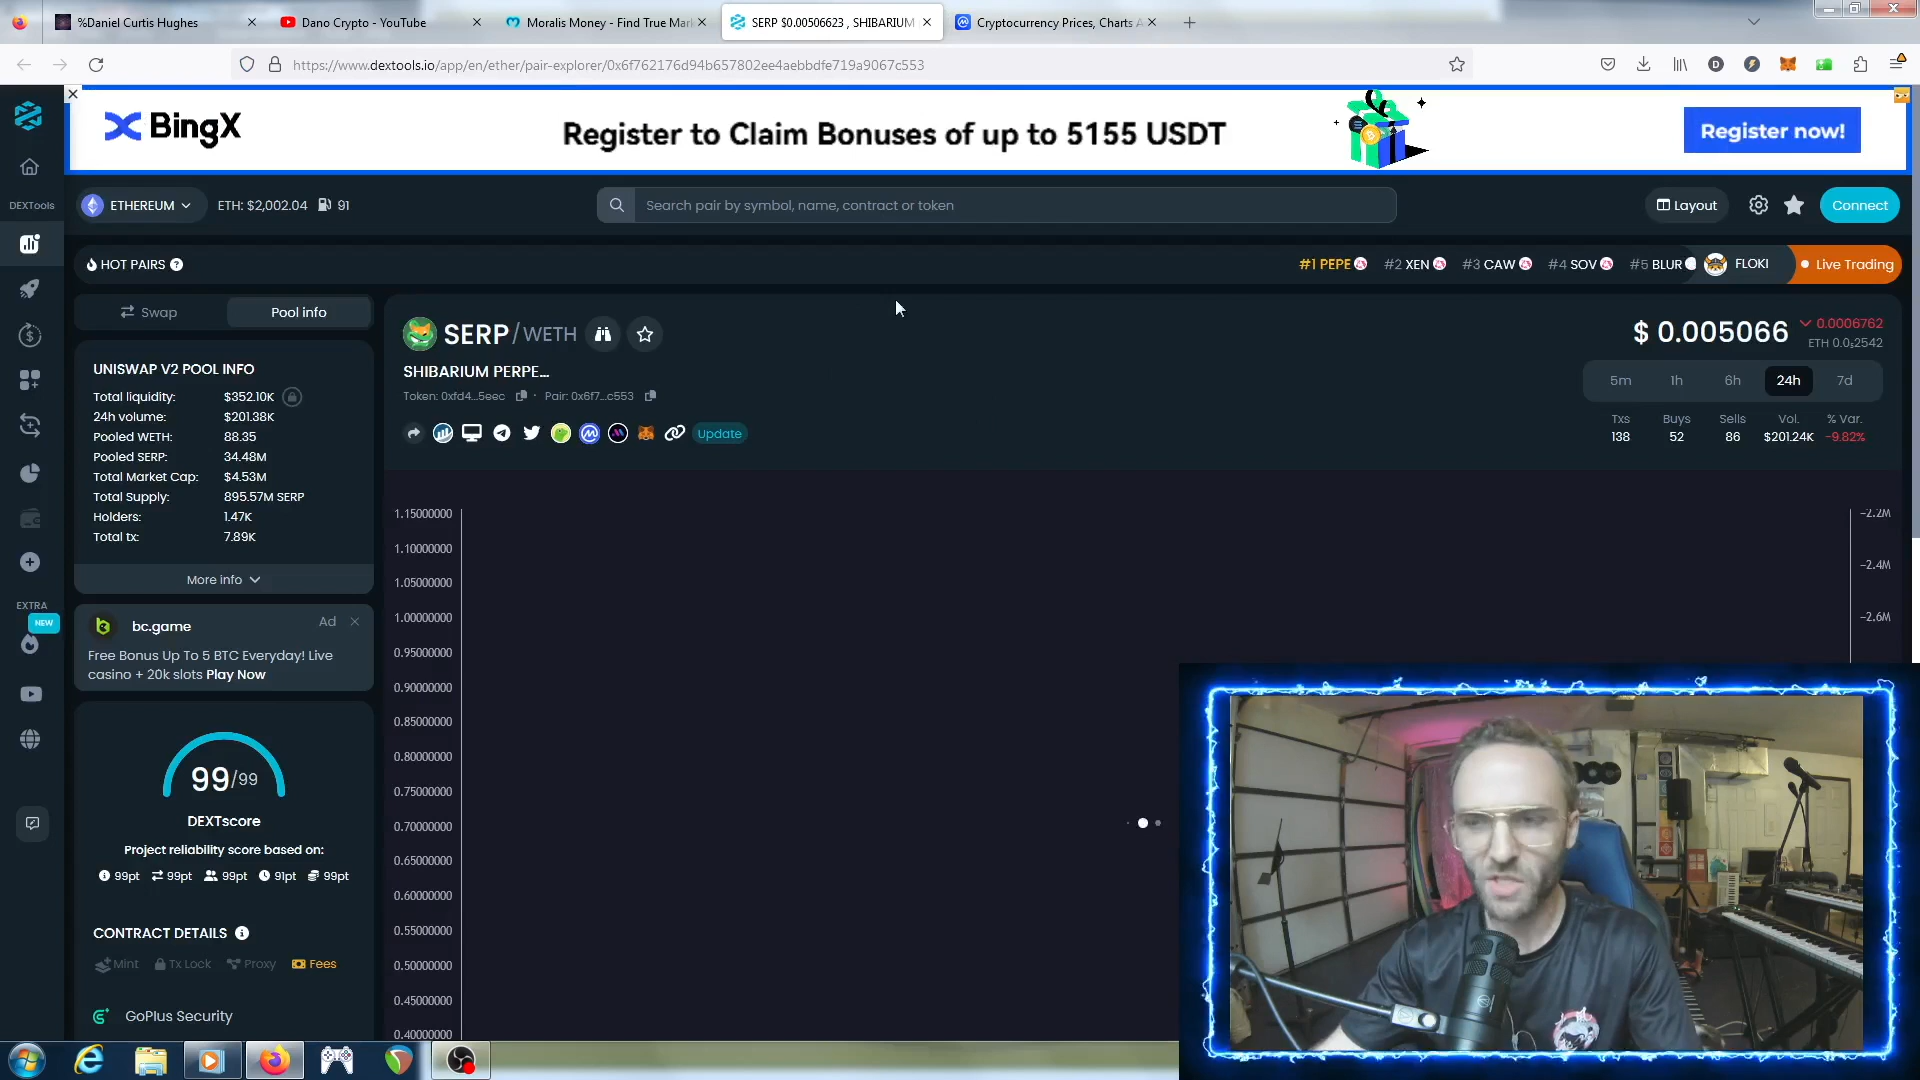 %Daniel Curtis Hughes
Dano Crypto - YouTube
Moralis Money - Find True Mar
SERP $0.00506623 , SHIBARIUM
Cryptocurrency Prices, Charts A
https://www.dextools.io/app/en/ether/pair-explorer/0x6f762176d94b657802ee4aebbdfe719a9067c553
BingX
Register to Claim Bonuses of up to 5155 USDT
Register now!
DEXTools
ETHEREUM
ETH: $2,002.04
91
Search pair by symbol, name, contract or token
Layout
Connect
HOT PAIRS
#1 PEPE
#2 XEN
#3 CAW
#4 SOV
#5 BLUR
FLOKI
Live Trading
Swap
Pool info
UNISWAP V2 POOL INFO
Total liquidity: $352.10K
24h volume: $201.38K
Pooled WETH: 88.35
Pooled SERP: 34.48M
Total Market Cap: $4.53M
Total Supply: 895.57M SERP
Holders: 1.47K
Total tx: 7.89K
More info
EXTRA
NEW
bc.game
Ad
Free Bonus Up To 5 BTC Everyday! Live
casino + 20k slots Play Now
99/99
DEXTscore
Project reliability score based on:
99pt 99pt 99pt 91pt 99pt
CONTRACT DETAILS
Mint Tx Lock Proxy Fees
GoPlus Security
SERP/WETH
SHIBARIUM PERPE...
Token: 0xfd4...5eec · Pair: 0x6f7...c553
Update
$ 0.005066
0.0006762
ETH 0.0₅2542
5m 1h 6h 24h 7d
Txs Buys Sells Vol. % Var.
138 52 86 $201.24K -9.82%
1.15000000
1.10000000
1.05000000
1.00000000
0.95000000
0.90000000
0.85000000
0.80000000
0.75000000
0.70000000
0.65000000
0.60000000
0.55000000
0.50000000
0.45000000
0.40000000
-2.2M
-2.4M
-2.6M